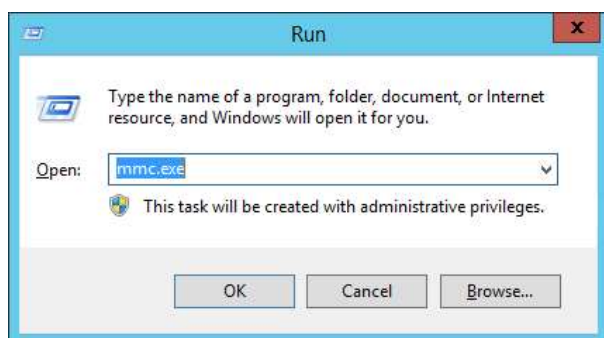 Run
x
Type the name of a program, folder, document, or Internet
resource, and Windows will open it for you.
Open:
mmc.exe
This task will be created with administrative privileges.
OK
Cancel
Browse...